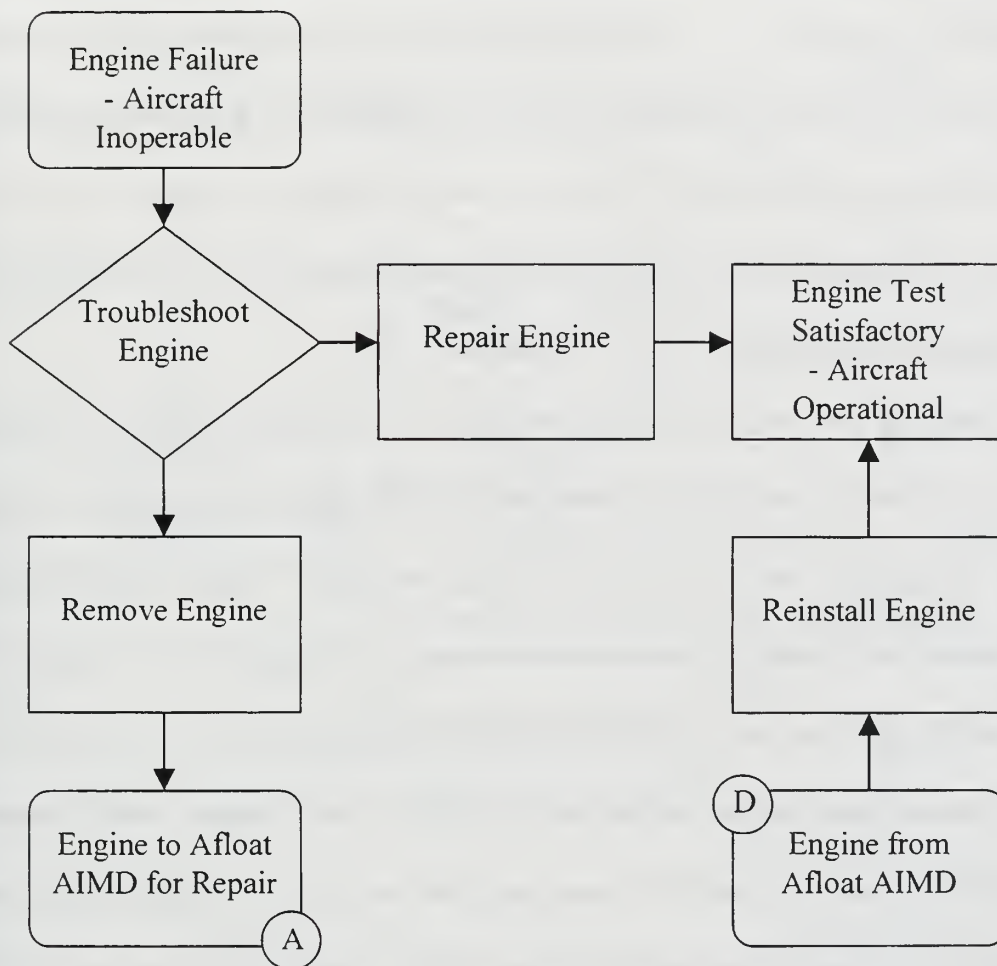 Engine Failure
- Aircraft
Inoperable
Troubleshoot
Engine
Repair Engine
Engine Test
Satisfactory
- Aircraft
Operational
Remove Engine
Reinstall Engine
Engine to Afloat
AIMD for Repair
A
D
Engine from
Afloat AIMD